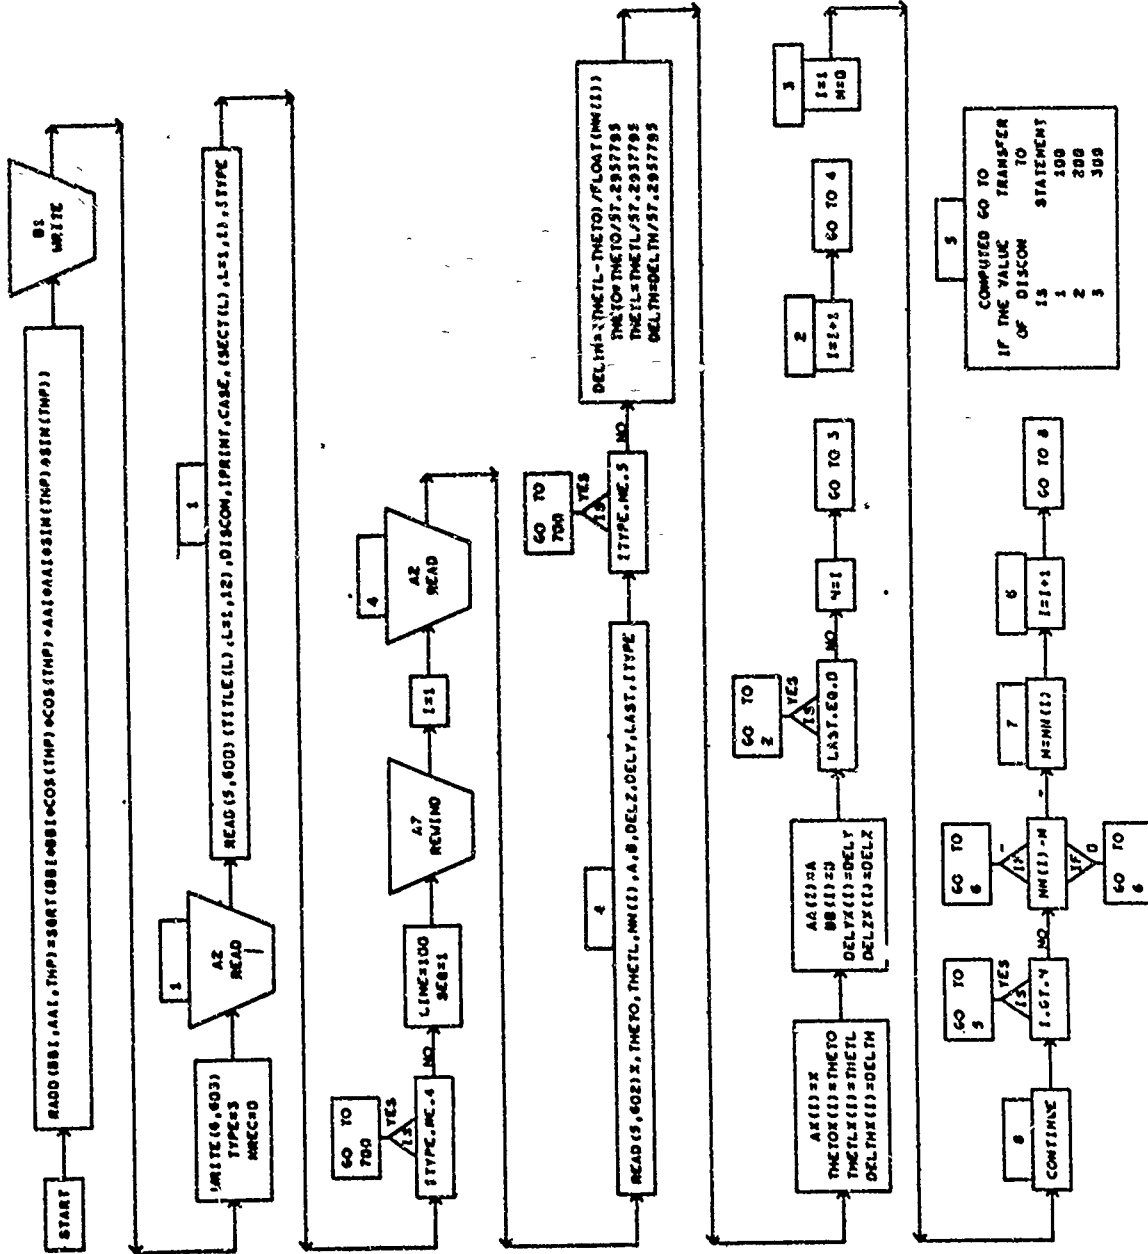 START
RADD(BBI,AAI,THP)=SQRT(BBI*BBI*COS(THP)*COS(THP)+AAI*AAI*SIN(THP)*SIN(THP))
B1
WRITE
WRITE(6,603)
TYPE=3
NREC=0
1
A2
READ
1
READ(5,600)(TITLE(L),L=1,12),DISCON,IPRINT,CASE,(SECT(L),L=1,2),ITYPE
GO TO
700
IS
YES
ITYPE.NE.4
NO
LINE=100
SEQ=1
A7
REWIND
I=1
4
A2
READ
4
READ(5,602)X,THETO,THETL,NN(I),A,B,DELZ,DELY,LAST,ITYPE
GO TO
700
IS
YES
ITYPE.NE.5
NO
DELTH=(THETL-THETO)/FLOAT(NN(I))
THETO=THETO/57.2957795
THETL=THETL/57.2957795
DELTH=DELTH/57.2957795
AX(I)=X
THETOX(I)=THETO
THETLX(I)=THETL
DELTHX(I)=DELTH
AA(I)=A
BB(I)=B
DELYX(I)=DELY
DELZX(I)=DELZ
GO TO
2
IS
YES
LAST.EQ.0
NO
4=I
GO TO 3
2
I=I+1
GO TO 4
3
I=1
M=0
8
CONTINUE
GO TO
5
IS
YES
I.GT.4
NO
GO TO
6
IF
-
NN(I)-M
IF
0
GO TO
6
7
M=NN(I)
6
I=I+1
GO TO 8
5
COMPUTED GO TO
IF THE VALUE TRANSFER
OF DISCON TO
IS STATEMENT
1 100
2 200
3 300